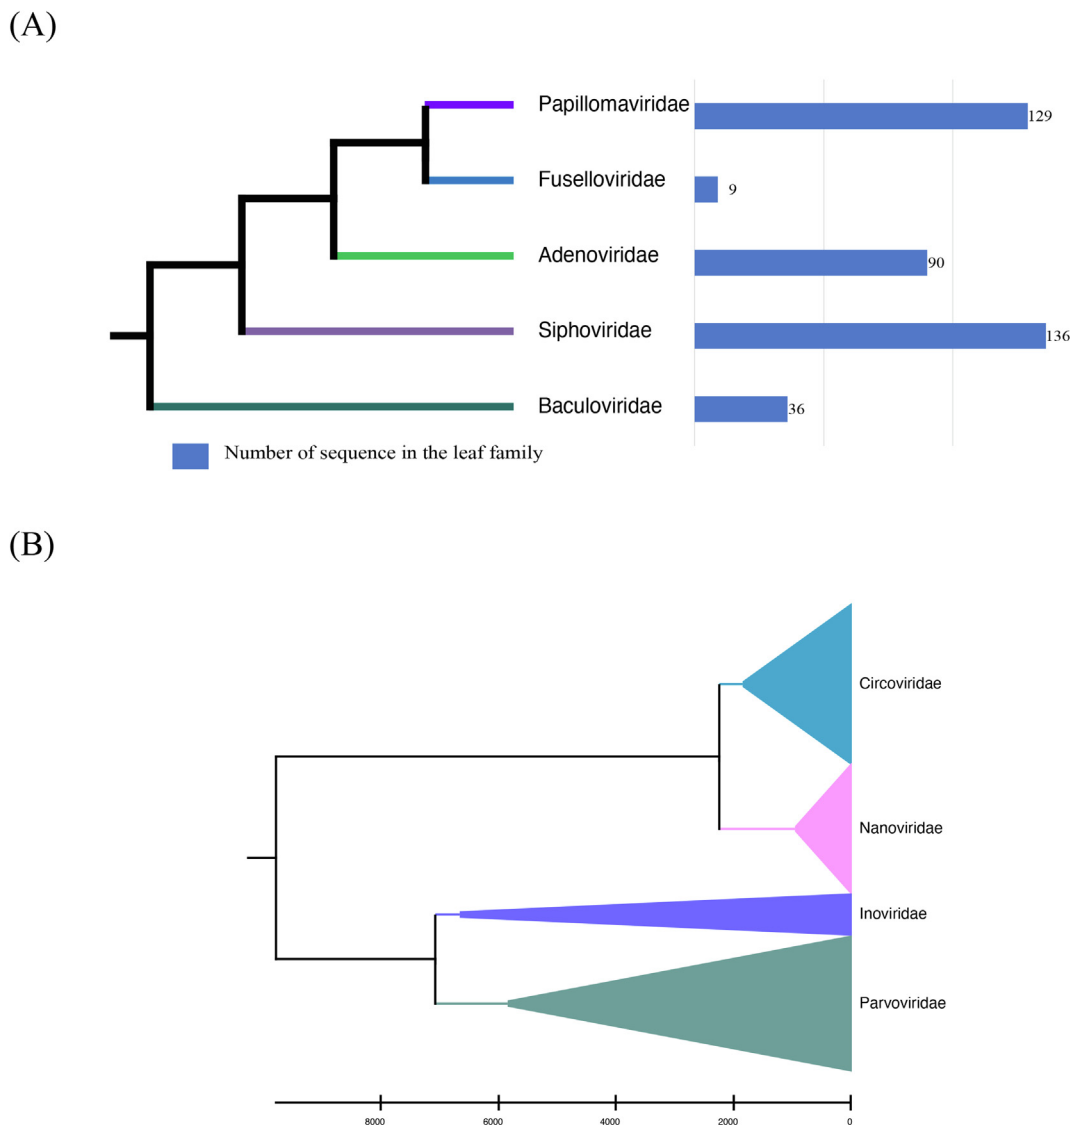 (A)
Papillomaviridae 129
Fuselloviridae 9
Adenoviridae 90
Siphoviridae 136
Baculoviridae 36
Number of sequence in the leaf family
(B)
Circoviridae
Nanoviridae
Inoviridae
Parvoviridae
8000 6000 4000 2000 0